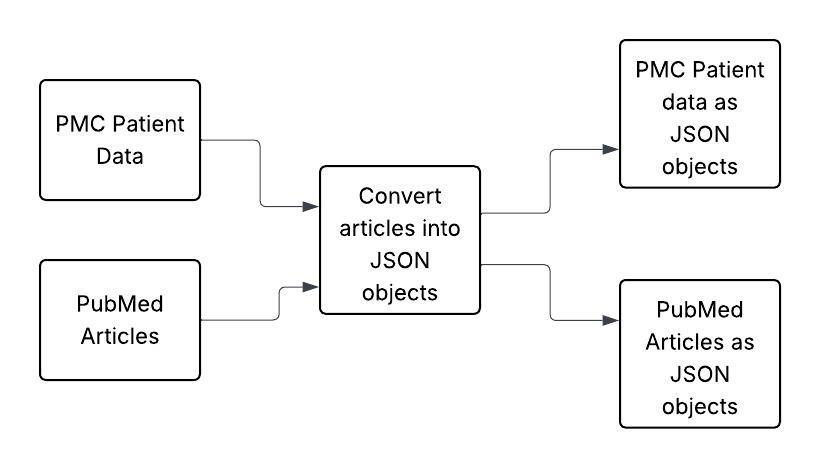 PMC Patient
Data
PubMed
Articles
Convert
articles into
JSON
objects
PMC Patient
data as
JSON
objects
PubMed
Articles as
JSON
objects